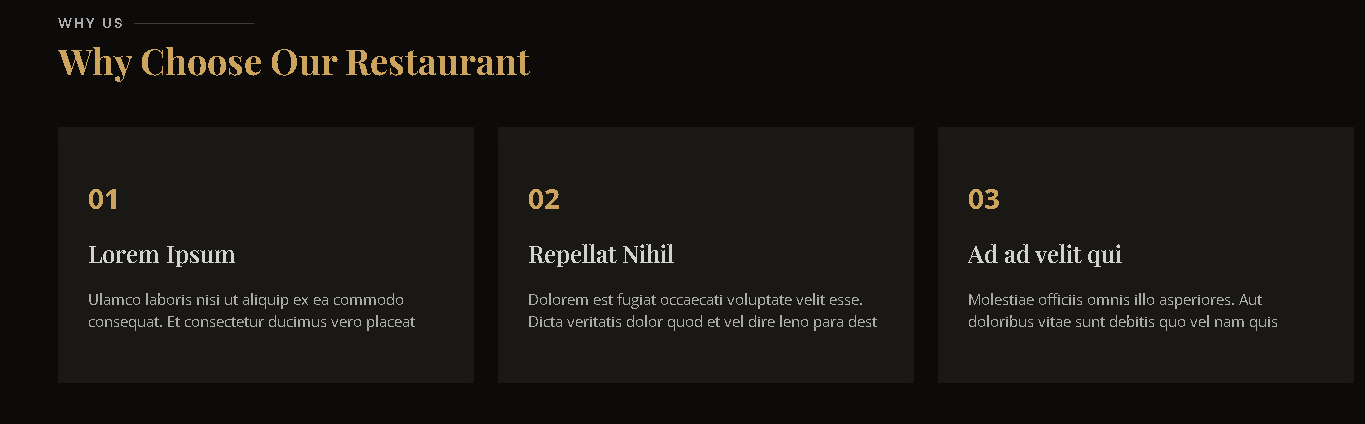 WHY US
Why Choose Our Restaurant
01
Lorem Ipsum
Ulamco laboris nisi ut aliquip ex ea commodo
consequat. Et consectetur ducimus vero placeat
02
Repellat Nihil
Dolorem est fugiat occaecati voluptate velit esse.
Dicta veritatis dolor quod et vel dire leno para dest
03
Ad ad velit qui
Molestiae officiis omnis illo asperiores. Aut
doloribus vitae sunt debitis quo vel nam quis